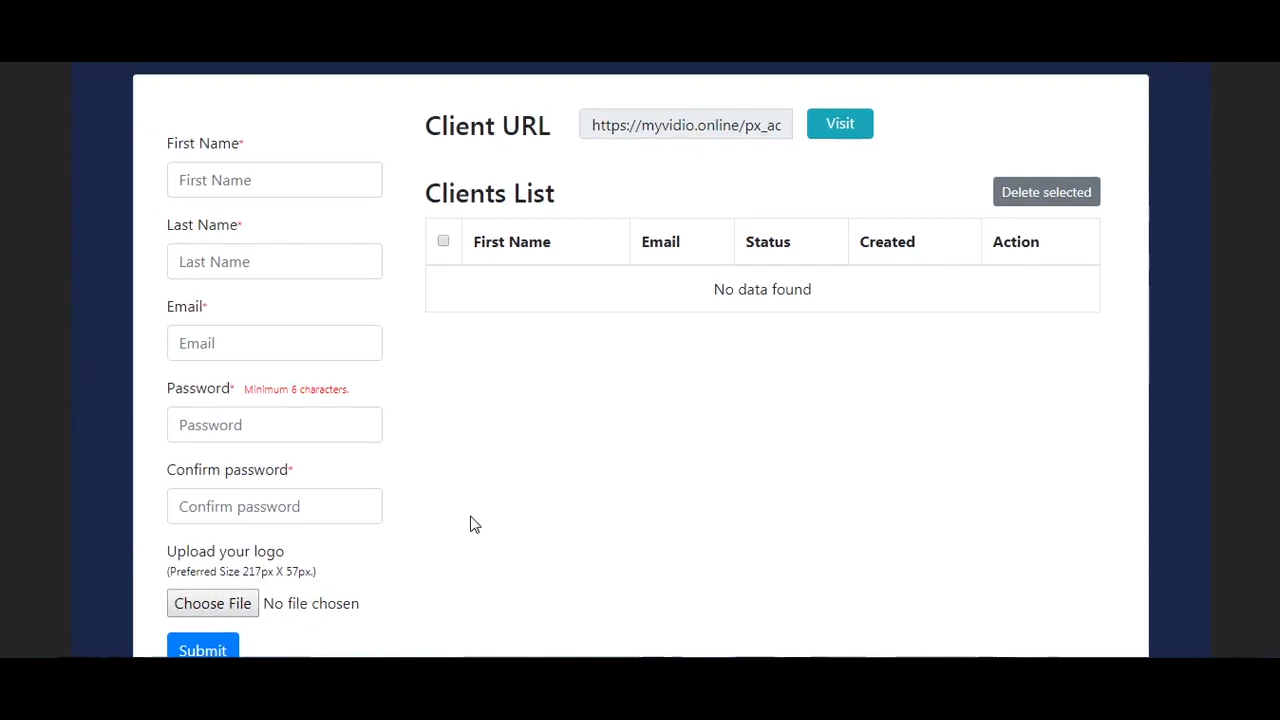 First Name*
First Name
Last Name*
Last Name
Email*
Email
Password* Minimum 6 characters.
Password
Confirm password*
Confirm password
Upload your logo
(Preferred Size 217px X 57px.)
Choose File No file chosen
Submit
Client URL https://myvidio.online/px_ac Visit
Clients List Delete selected
First Name Email Status Created Action
No data found